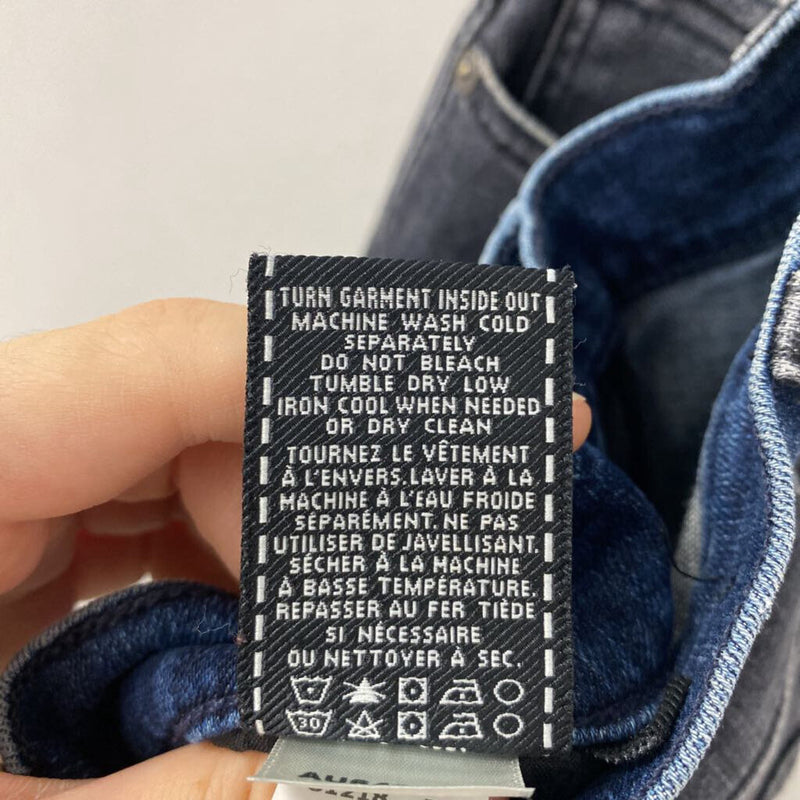 TURN GARMENT INSIDE OUT
MACHINE WASH COLD
SEPARATELY
DO NOT BLEACH
TUMBLE DRY LOW
IRON COOL WHEN NEEDED
OR DRY CLEAN
TOURNEZ LE VÊTEMENT
À L'ENVERS. LAVER À LA
MACHINE À L'EAU FROIDE
SÉPARÉMENT. NE PAS
UTILISER DE JAVELLISANT.
SÉCHER À LA MACHINE
À BASSE TEMPÉRATURE.
REPASSER AU FER TIÈDE
SI NÉCESSAIRE
OU NETTOYER À SEC.
30